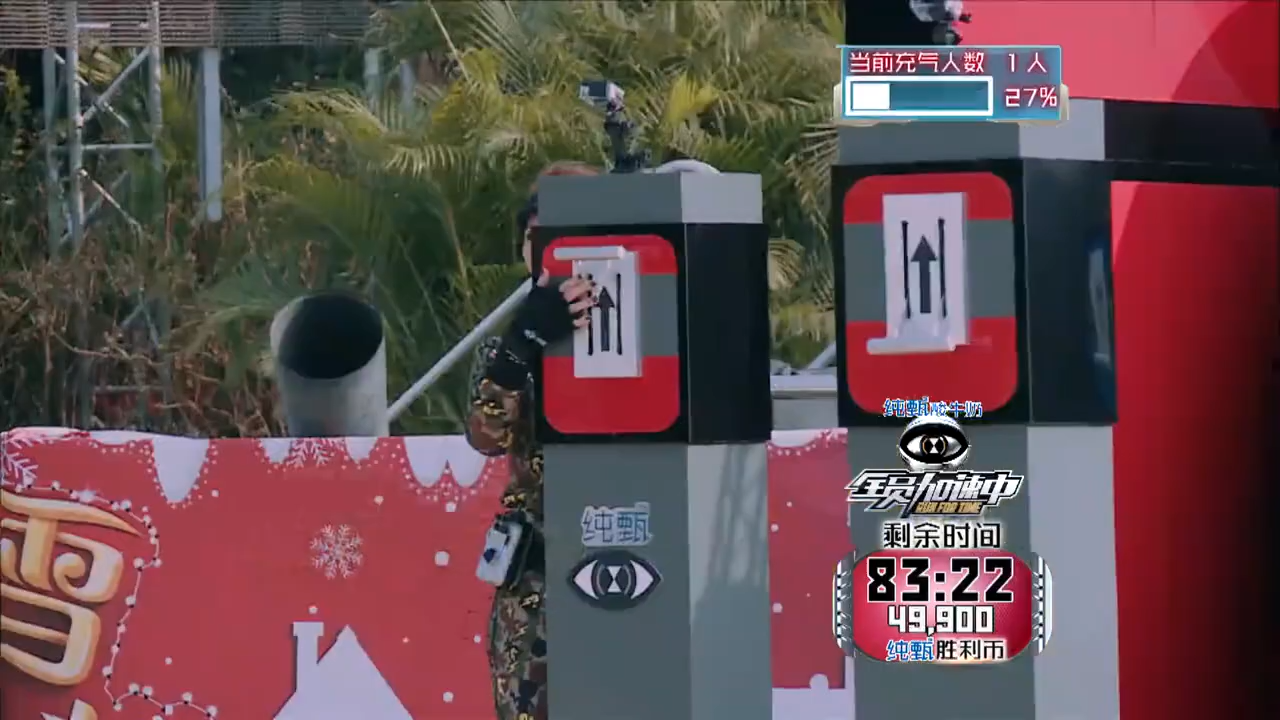 当前充气人数 1人
27%
纯甄酸牛奶
全员加速中
RUN FOR TIME
剩余时间
83:22
49,900
纯甄胜利币
纯甄
雪